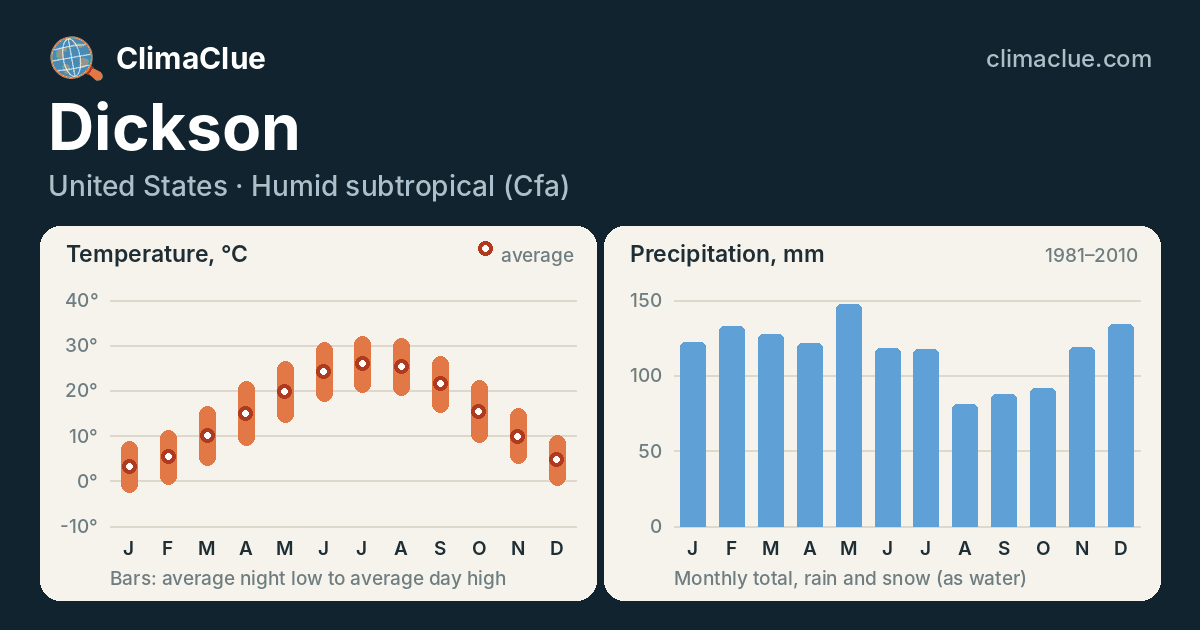 ClimaClue
climaclue.com
Dickson
United States · Humid subtropical (Cfa)
Temperature, °C
average
40°
30°
20°
10°
0°
-10°
J F M A M J J A S O N D
Bars: average night low to average day high
Precipitation, mm
1981–2010
150
100
50
0
J F M A M J J A S O N D
Monthly total, rain and snow (as water)